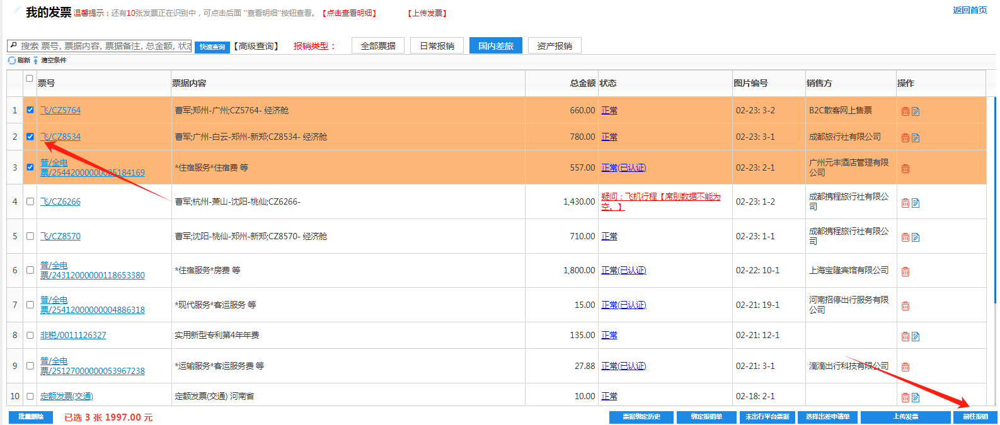 我的发票 温馨提示：还有10张发票正在识别中，可点击后面 "查看明细"按钮查看。【点击查看明细】 【上传发票】 返回首页
搜索 票号, 票据内容, 票据备注, 总金额, 状态 快速查询 【高级查询】 报销类型： 全部票据 日常报销 国内差旅 资产报销
刷新 清空条件
票号 票据内容 总金额 状态 图片编号 销售方 操作
1 飞/CZ5764 曹军;郑州-广州;CZ5764- 经济舱 660.00 正常 02-23: 3-2 B2C散客网上售票
2 飞/CZ8534 曹军;广州-白云-郑州-新郑;CZ8534- 经济舱 780.00 正常 02-23: 3-1 成都旅行社有限公司
3 普/全电
票/25442000000025184169 *住宿服务*住宿费 等 557.00 正常(已认证) 02-23: 2-1 广州元丰酒店管理有限
公司
4 飞/CZ6266 曹军;杭州-萧山-沈阳-桃仙;CZ6266- 1,430.00 疑问：飞机行程【席别数据不能为
空。】 02-23: 1-2 成都携程旅行社有限公
司
5 飞/CZ8570 曹军;沈阳-桃仙-郑州-新郑;CZ8570- 经济舱 710.00 正常 02-23: 1-1 成都携程旅行社有限公
司
6 普/全电
票/24312000000118653380 *住宿服务*房费 等 1,800.00 正常(已认证) 02-22: 10-1 上海宝隆宾馆有限公司
7 普/全电
票/25412000000004886318 *现代服务*客运服务 等 15.00 正常(已认证) 02-21: 19-1 河南招停出行服务有限
公司
8 非税/0011126327 实用新型专利第4年年费 135.00 正常 02-21: 12-1
9 普/全电
票/25127000000053967238 *运输服务*客运服务费 等 27.88 正常(已认证) 02-21: 3-1 滴滴出行科技有限公司
10 定额发票(交通) 定额发票(交通) 河南省 10.00 正常 02-18: 2-1
批量删除 已选 3 张 1997.00 元 票据绑定历史 绑定报销单 未出行平台票据 选择出差申请单 上传发票 前往报销